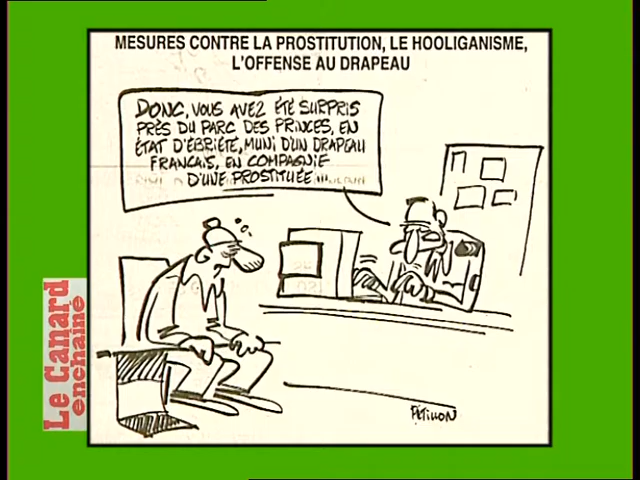 MESURES CONTRE LA PROSTITUTION, LE HOOLIGANISME,
L'OFFENSE AU DRAPEAU
DONC, VOUS AVEZ ÉTÉ SURPRIS
PRÈS DU PARC DES PRINCES, EN
ÉTAT D'ÉBRIÉTÉ, MUNI D'UN DRAPEAU
FRANCAIS, EN COMPAGNIE
D'UNE PROSTITUÉE...
Le Canard
enchaîné
PÉTILLON